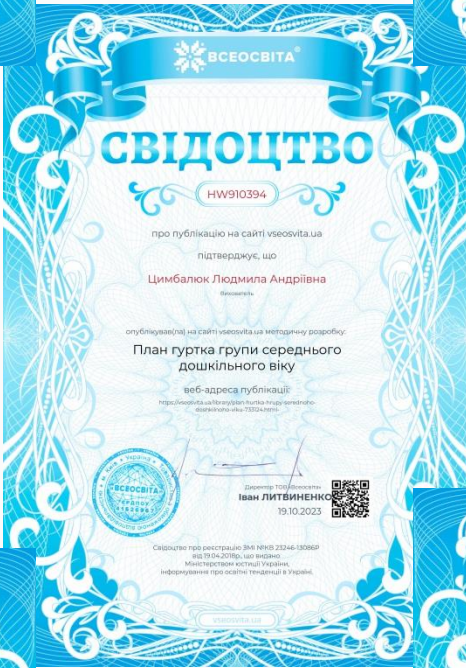 ВСЕОСВІТА
СВІДОЦТВО
HW910394
про публікацію на сайті vseosvita.ua
підтверджує, що
Цимбалюк Людмила Андріївна
Вихователь
опублікував(ла) на сайті vseosvita.ua методичну розробку:
План гуртка групи середнього
дошкільного віку
веб-адреса публікації:
https://vseosvita.ua/library/plan-hurtka-hrupy-serednoho-
doshkilnoho-viku-733124.html-
Директор ТОВ «Всеосвіта»
Іван ЛИТВИНЕНКО
19.10.2023
ВСЕОСВІТА
Свідоцтво про реєстрацію ЗМІ №КВ 23246-13086Р
від 19.04.2018р., що видано
Міністерством юстиції України,
інформування про освітні тенденції в Україні.
vseosvita.ua